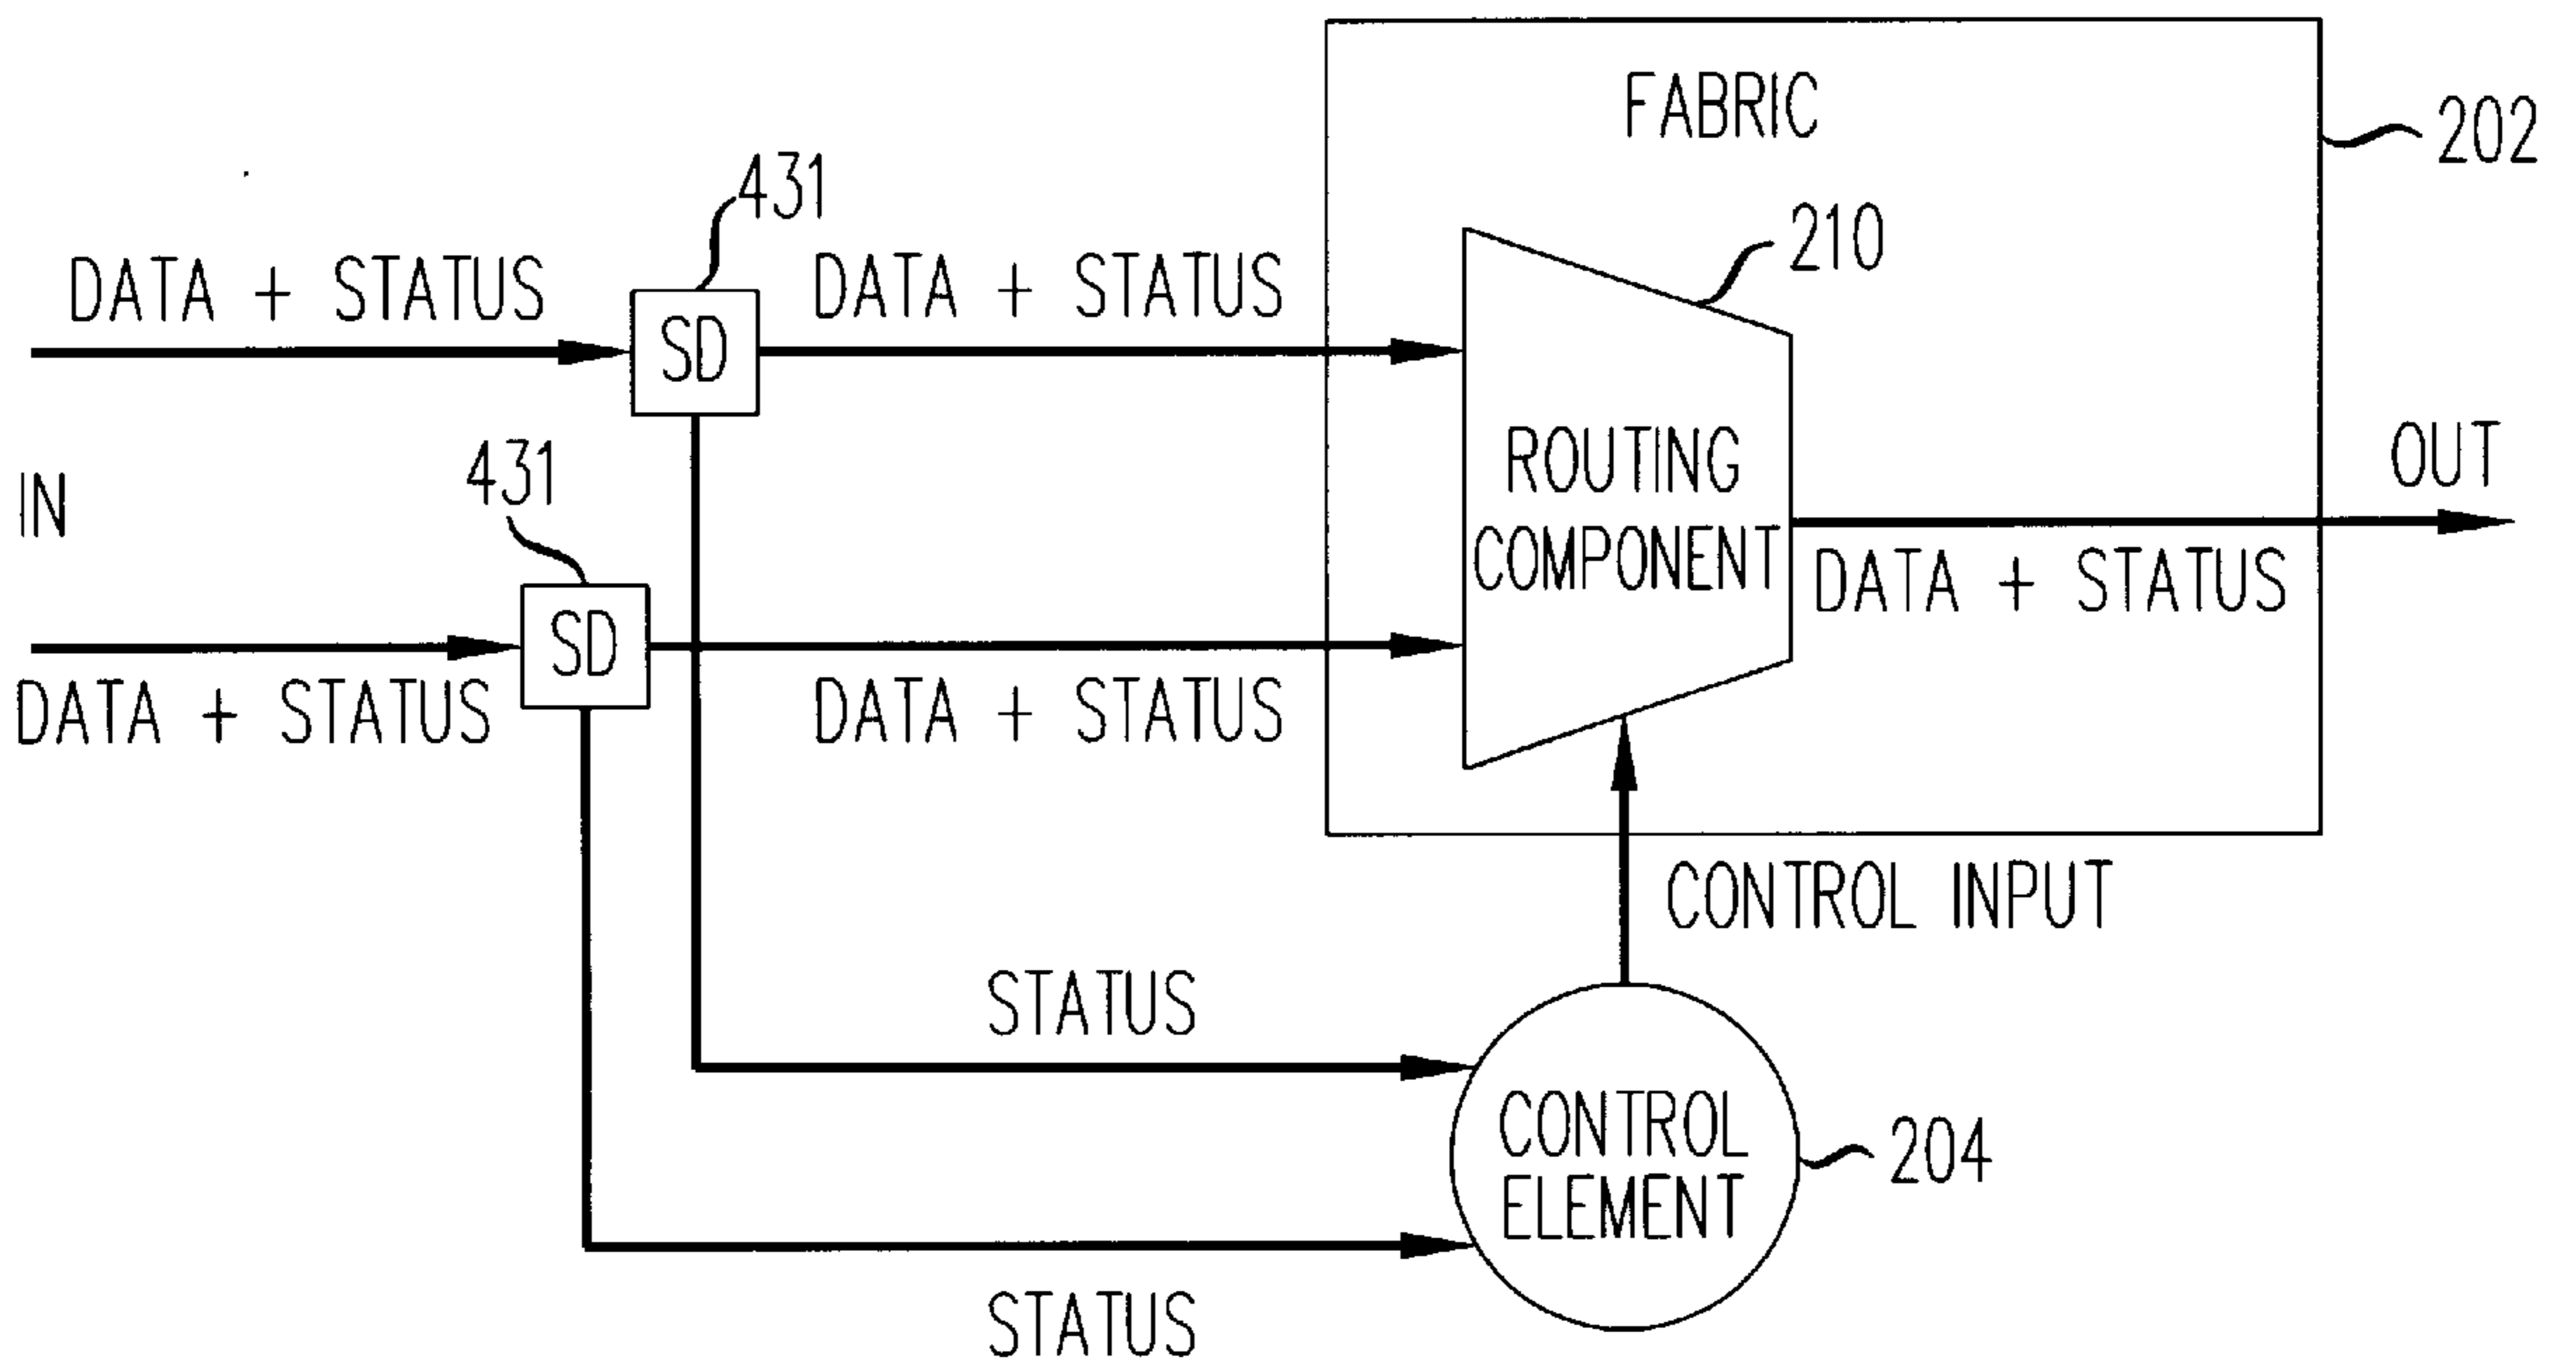 FABRIC
202
431
210
DATA + STATUS
SD
DATA + STATUS
OUT
IN
431
ROUTING
COMPONENT
DATA + STATUS
SD
DATA + STATUS
DATA + STATUS
CONTROL INPUT
STATUS
CONTROL
ELEMENT
204
STATUS